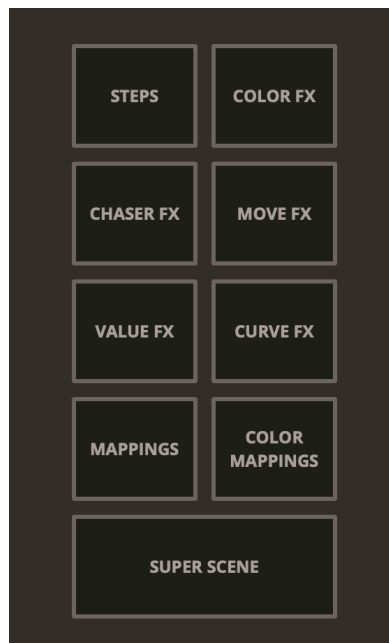 STEPS
COLOR FX
CHASER FX
MOVE FX
VALUE FX
CURVE FX
MAPPINGS
COLOR
MAPPINGS
SUPER SCENE